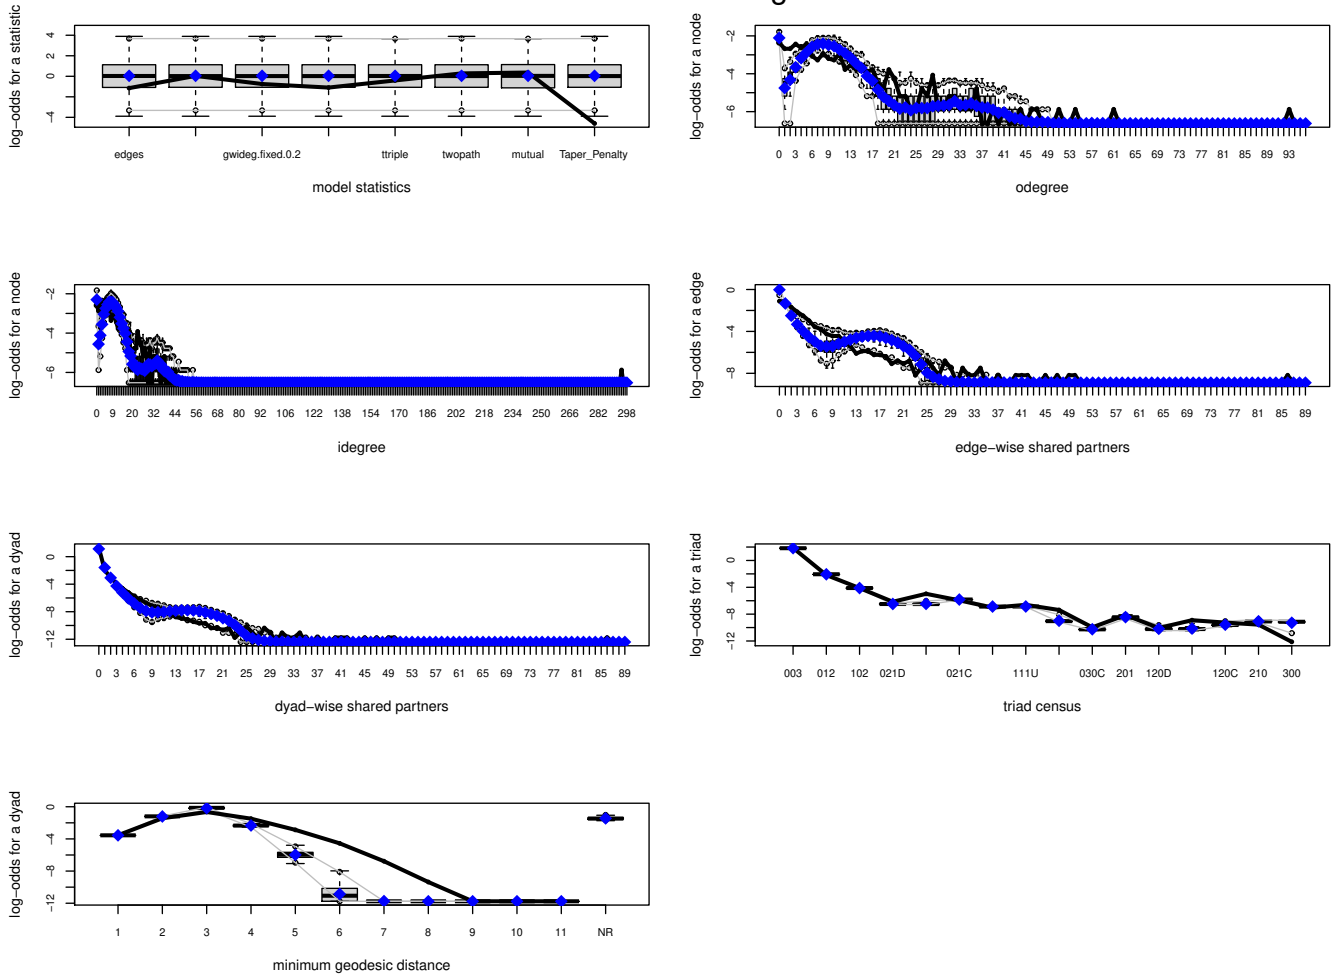 log−odds for a statistic
4
2
0
−4
edges
gwideg.fixed.0.2
ttriple
twopath
mutual
Taper_Penalty
model statistics
log−odds for a node
−2
−4
−6
0 3 6 9 13 17 21 25 29 33 37 41 45 49 53 57 61 65 69 73 77 81 85 89 93
odegree
log−odds for a node
−2
−4
−6
0 9 20 32 44 56 68 80 92 106 122 138 154 170 186 202 218 234 250 266 282 298
idegree
log−odds for a edge
0
−4
−8
0 3 6 9 13 17 21 25 29 33 37 41 45 49 53 57 61 65 69 73 77 81 85 89
edge−wise shared partners
log−odds for a dyad
0
−4
−8
−12
0 3 6 9 13 17 21 25 29 33 37 41 45 49 53 57 61 65 69 73 77 81 85 89
dyad−wise shared partners
log−odds for a triad
0
−4
−8
−12
003 012 102 021D 021C 111U 030C 201 120D 120C 210 300
triad census
log−odds for a dyad
0
−4
−8
−12
1 2 3 4 5 6 7 8 9 10 11 NR
minimum geodesic distance